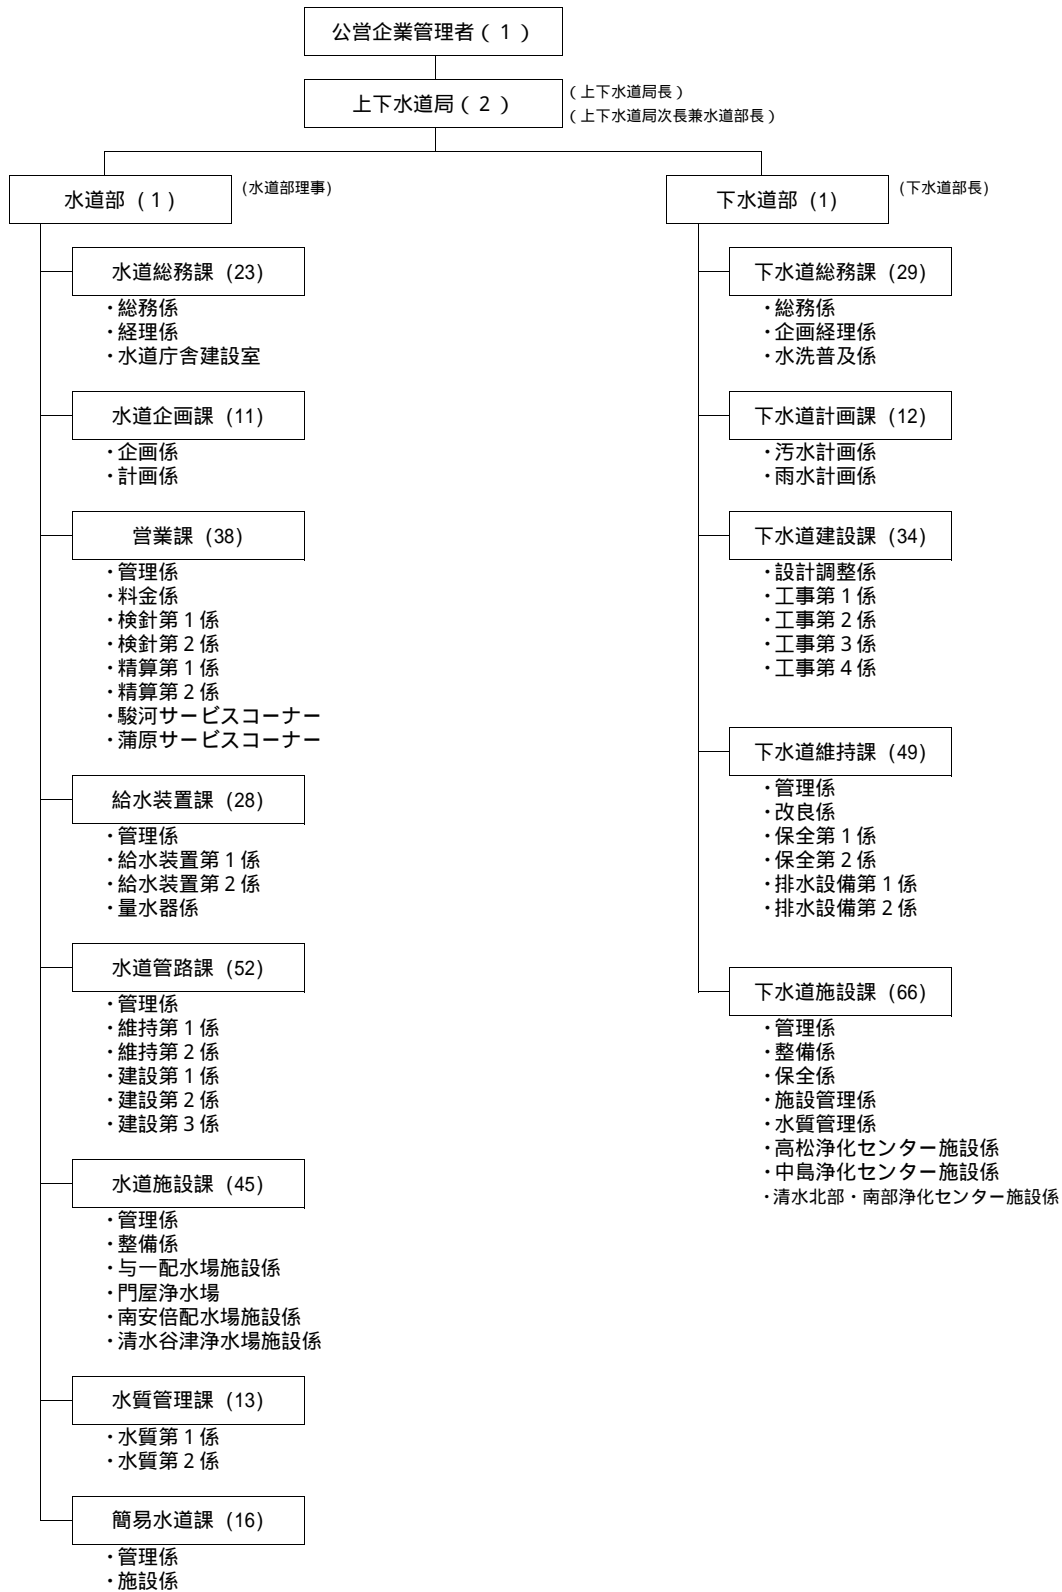 公営企業管理者（１）
上下水道局（２）
（上下水道局長）
（上下水道局次長兼水道部長）
水道部（１）
(水道部理事)
水道総務課 (23)
・総務係
・経理係
・水道庁舎建設室
水道企画課 (11)
・企画係
・計画係
営業課 (38)
・管理係
・料金係
・検針第１係
・検針第２係
・精算第１係
・精算第２係
・駿河サービスコーナー
・蒲原サービスコーナー
給水装置課 (28)
・管理係
・給水装置第１係
・給水装置第２係
・量水器係
水道管路課 (52)
・管理係
・維持第１係
・維持第２係
・建設第１係
・建設第２係
・建設第３係
水道施設課 (45)
・管理係
・整備係
・与一配水場施設係
・門屋浄水場
・南安倍配水場施設係
・清水谷津浄水場施設係
水質管理課 (13)
・水質第１係
・水質第２係
簡易水道課 (16)
・管理係
・施設係
下水道部 (1)
(下水道部長)
下水道総務課 (29)
・総務係
・企画経理係
・水洗普及係
下水道計画課 (12)
・汚水計画係
・雨水計画係
下水道建設課 (34)
・設計調整係
・工事第１係
・工事第２係
・工事第３係
・工事第４係
下水道維持課 (49)
・管理係
・改良係
・保全第１係
・保全第２係
・排水設備第１係
・排水設備第２係
下水道施設課 (66)
・管理係
・整備係
・保全係
・施設管理係
・水質管理係
・高松浄化センター施設係
・中島浄化センター施設係
・清水北部・南部浄化センター施設係